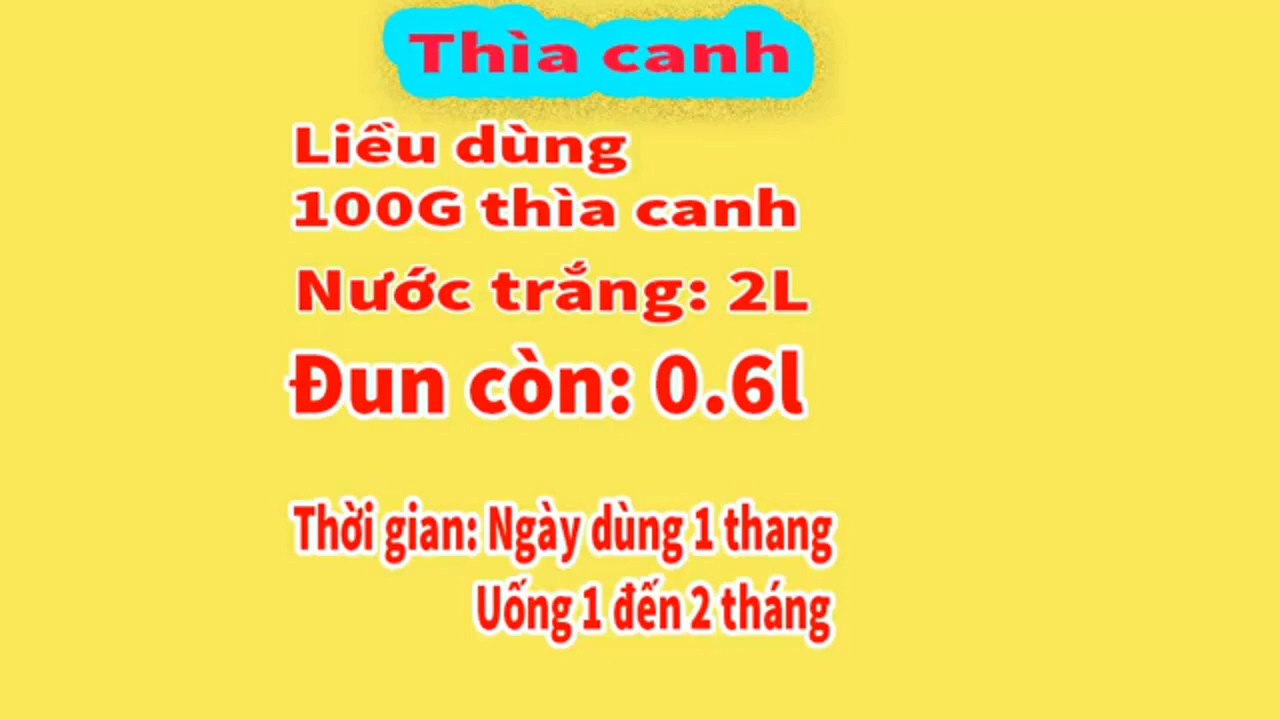 Thìa canh
Liều dùng
100G thìa canh
Nước trắng: 2L
Đun còn: 0.6l
Thời gian: Ngày dùng 1 thang
Uống 1 đến 2 tháng